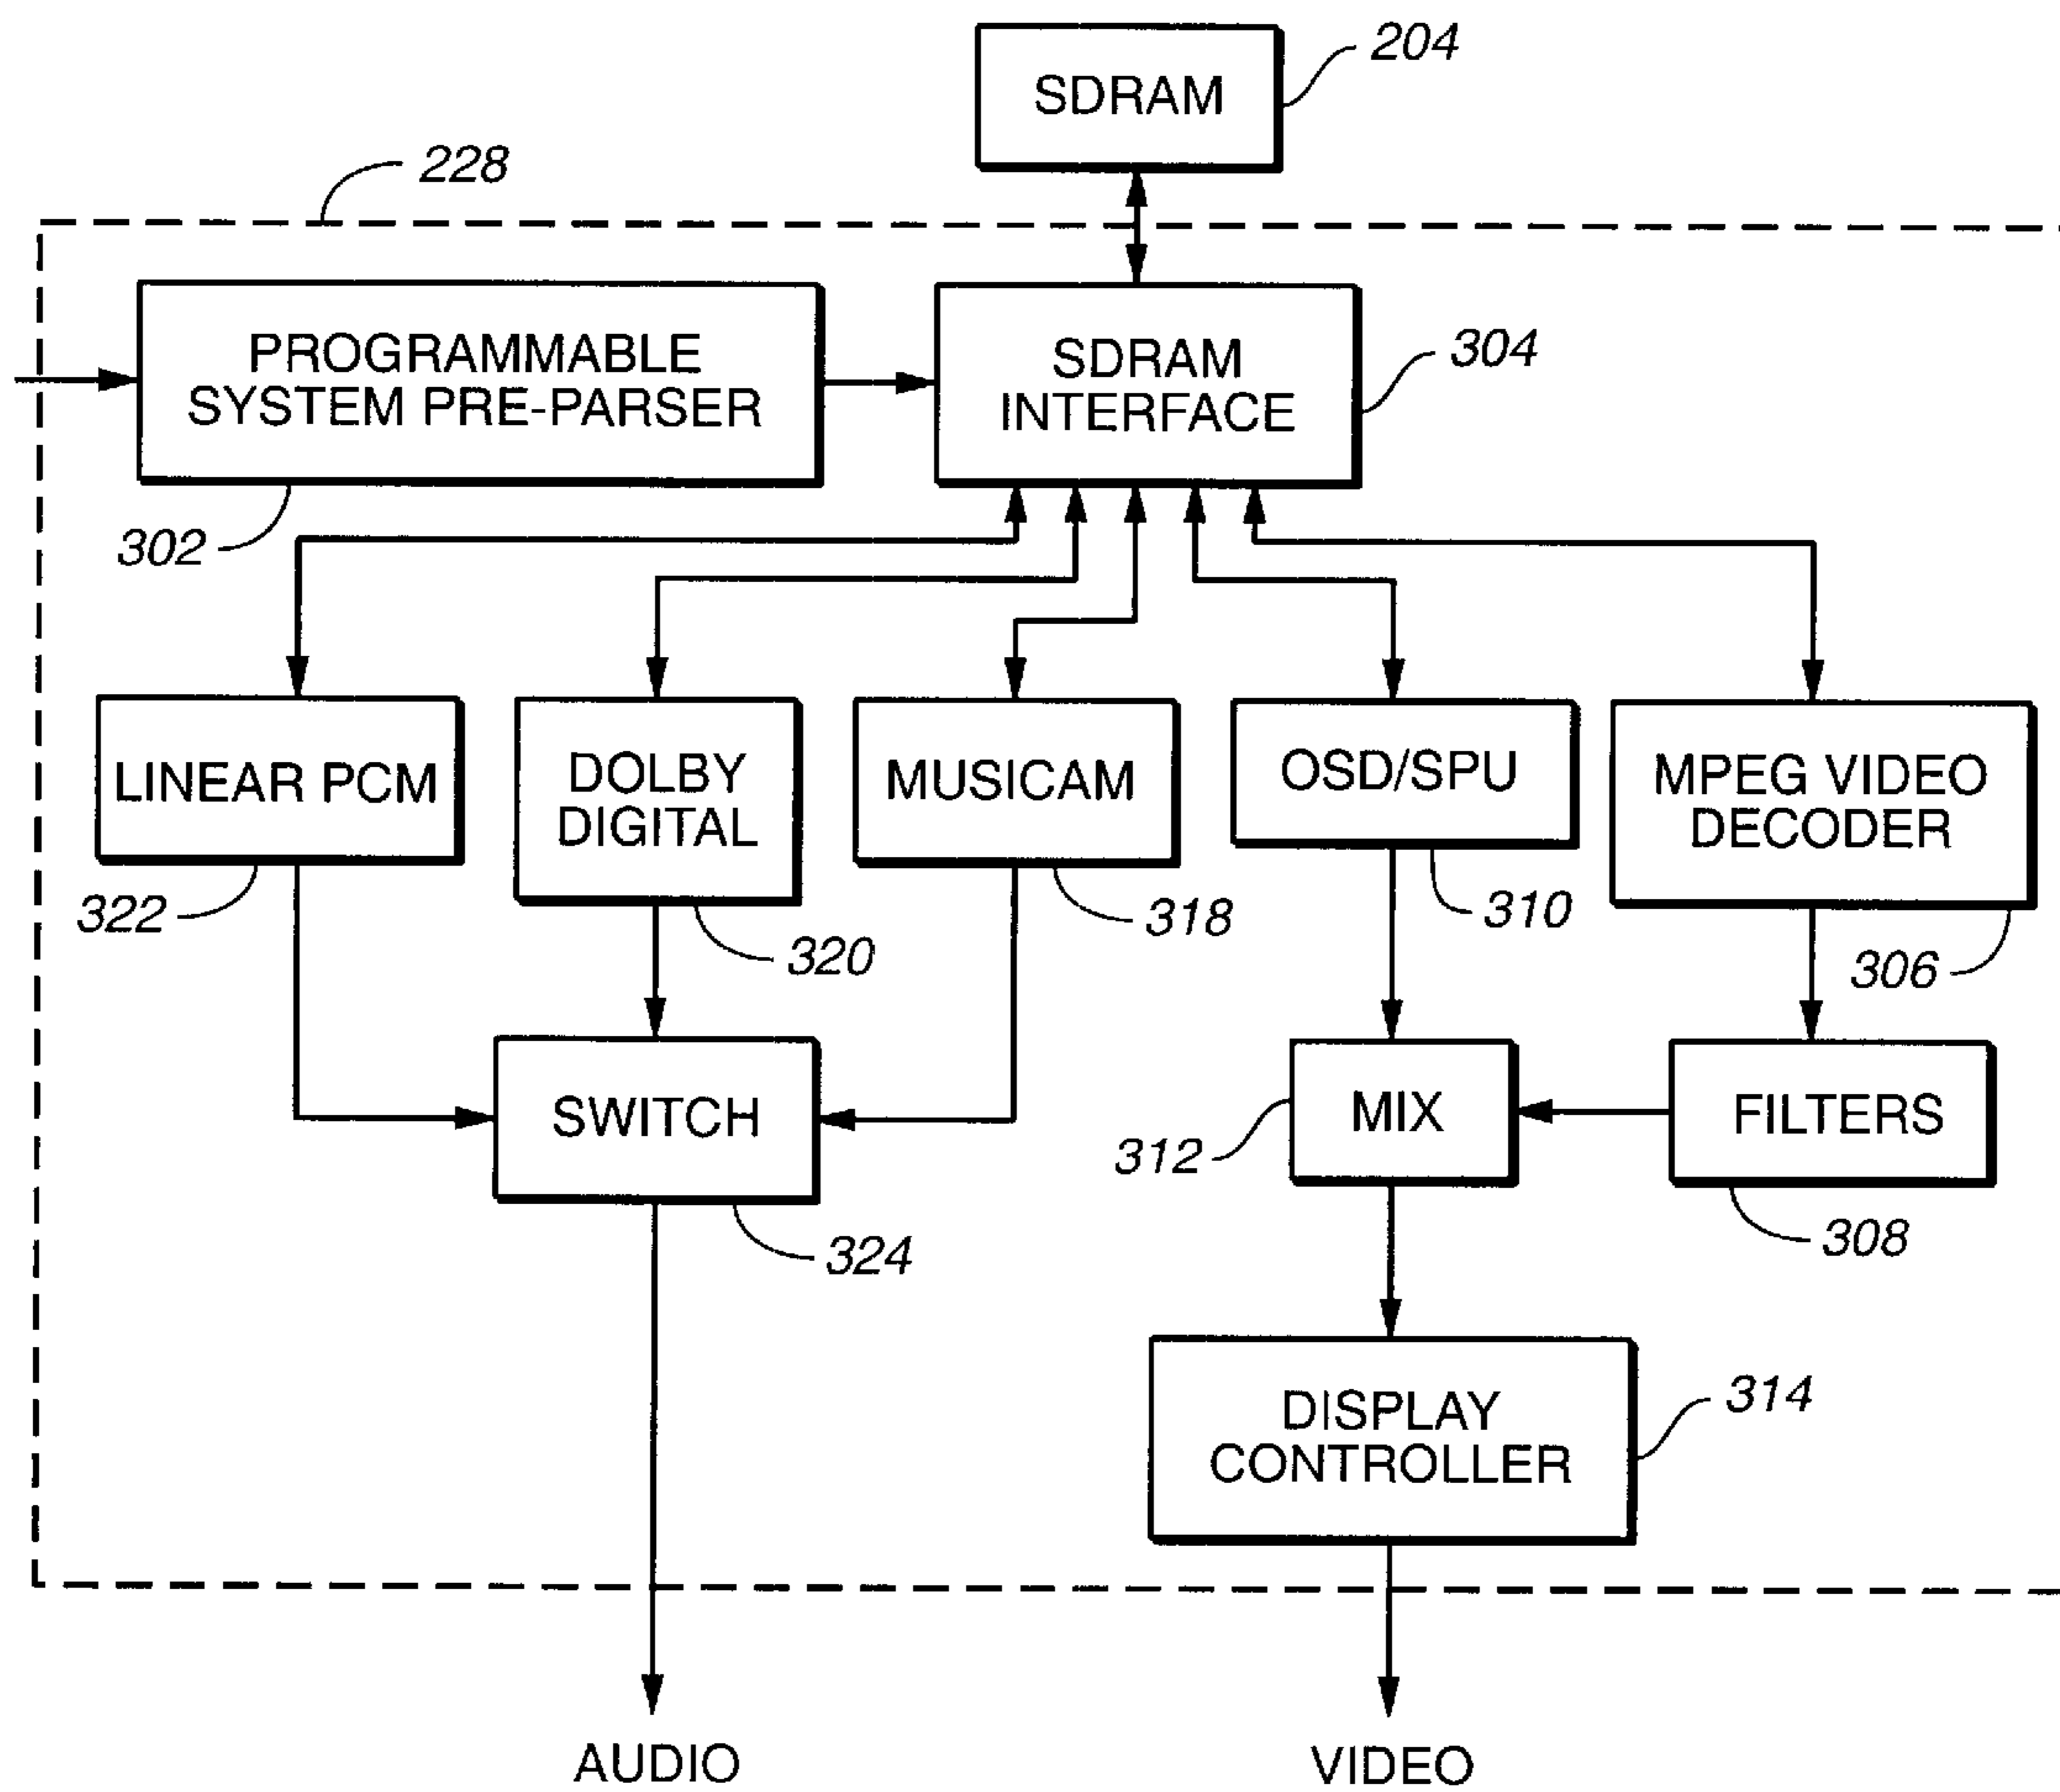 SDRAM
204
228
PROGRAMMABLE
SYSTEM PRE-PARSER
SDRAM
INTERFACE
304
302
LINEAR PCM
DOLBY
DIGITAL
MUSICAM
OSD/SPU
MPEG VIDEO
DECODER
322
320
318
310
306
SWITCH
MIX
FILTERS
312
324
308
DISPLAY
CONTROLLER
314
AUDIO
VIDEO